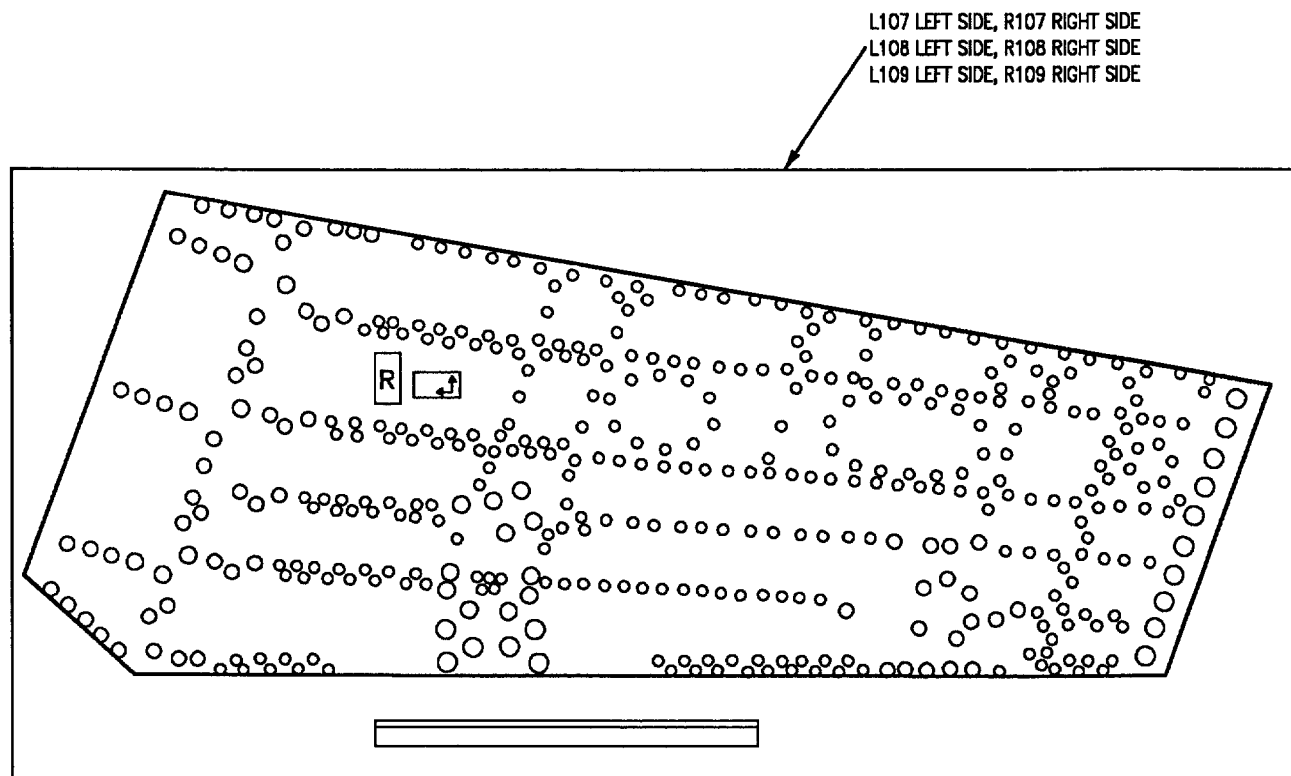 L107 LEFT SIDE, R107 RIGHT SIDE
L108 LEFT SIDE, R108 RIGHT SIDE
L109 LEFT SIDE, R109 RIGHT SIDE
R